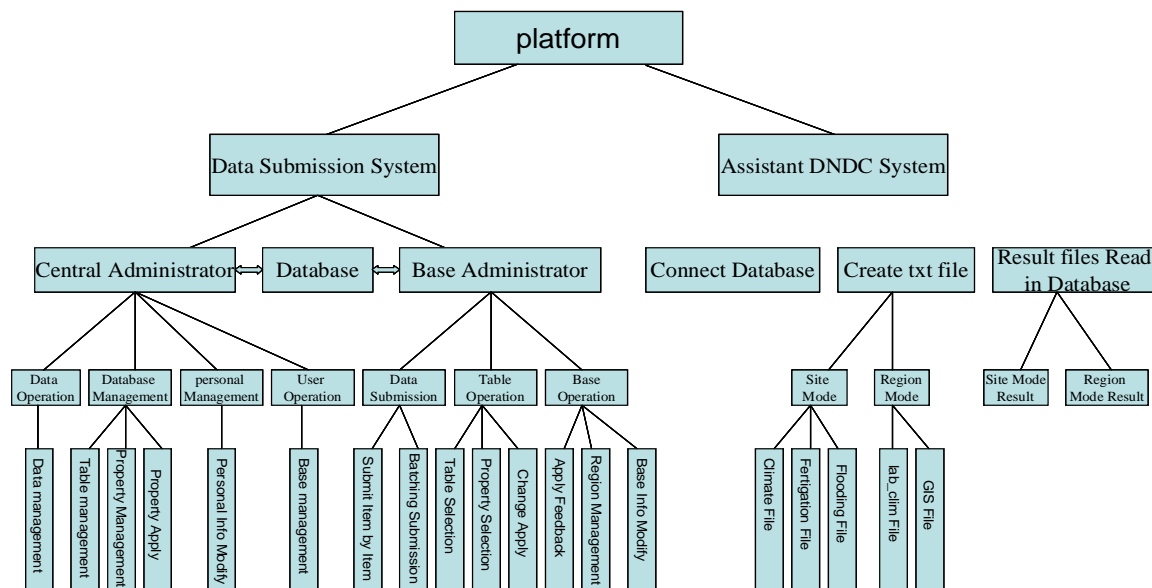 platform
Data Submission System
Assistant DNDC System
Central Administrator
Database
Base Administrator
Connect Database
Create txt file
Result files Read
in Database
Data
Operation
Database
Management
personal
Management
User
Operation
Data
Submission
Table
Operation
Base
Operation
Site
Mode
Region
Mode
Site Mode
Result
Region
Mode Result
Data management
Table management
Property Management
Property Apply
Personal Info Modify
Base management
Submit Item by Item
Batching Submission
Table Selection
Property Selection
Change Apply
Apply Feedback
Region Management
Base Info Modify
Climate File
Fertigation File
Flooding File
lab_clim File
GIS File